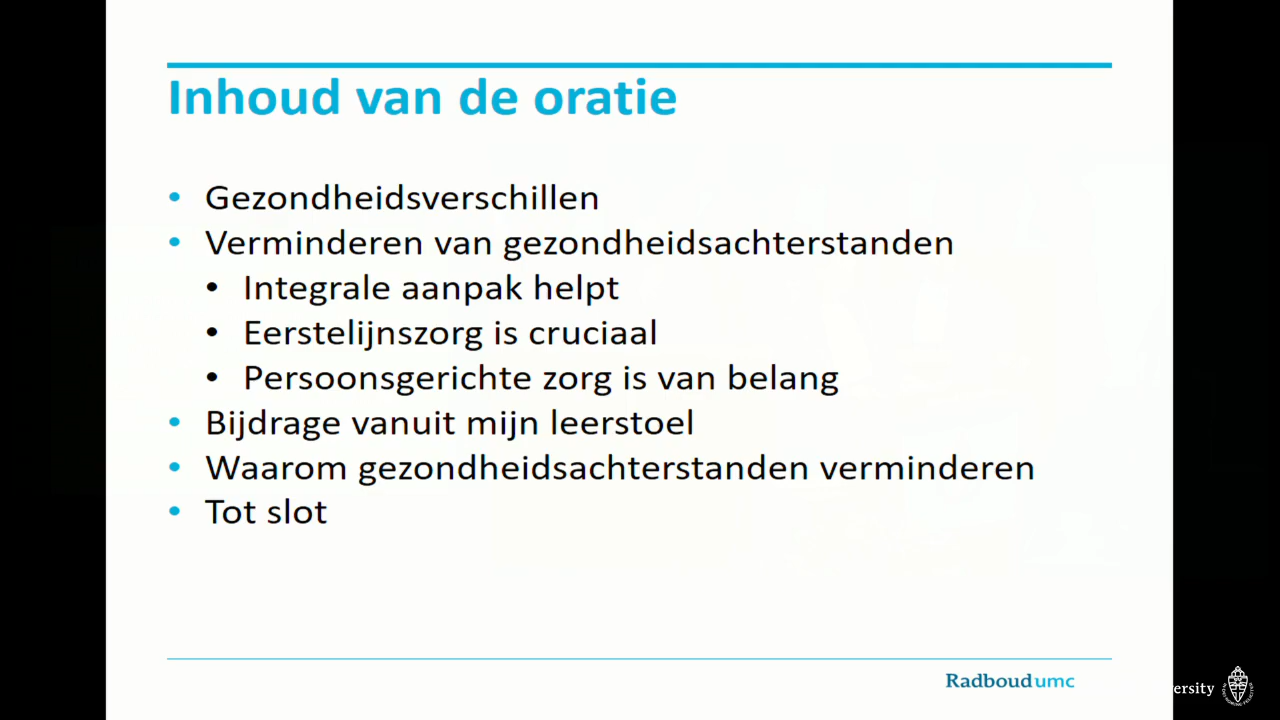 Inhoud van de oratie
• Gezondheidsverschillen
• Verminderen van gezondheidsachterstanden
• Integrale aanpak helpt
• Eerstelijnszorg is cruciaal
• Persoonsgerichte zorg is van belang
• Bijdrage vanuit mijn leerstoel
• Waarom gezondheidsachterstanden verminderen
• Tot slot
Radboudumc
ersity